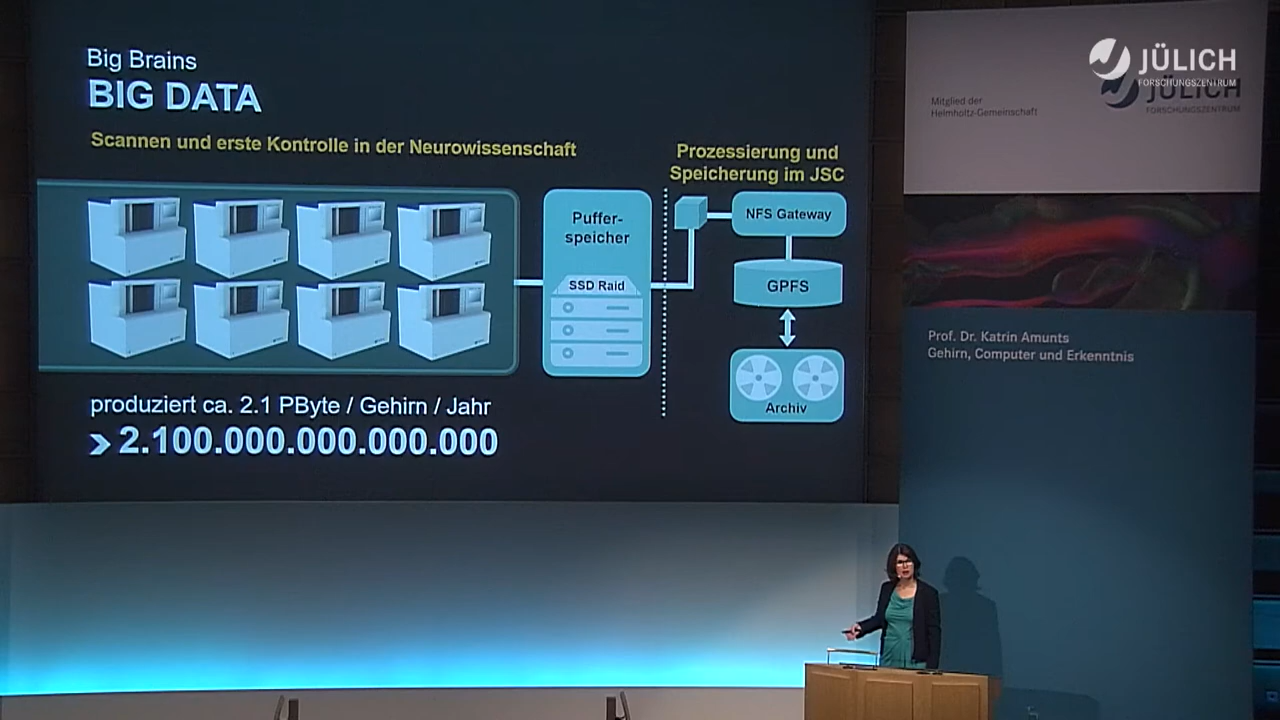 Big Brains
BIG DATA
Scannen und erste Kontrolle in der Neurowissenschaft
Prozessierung und
Speicherung im JSC
Puffer-
speicher
SSD Raid
NFS Gateway
GPFS
Archiv
produziert ca. 2.1 PByte / Gehirn / Jahr
2.100.000.000.000.000
JÜLICH
FORSCHUNGSZENTRUM
Mitglied der
Helmholtz-Gemeinschaft
JÜLICH
FORSCHUNGSZENTRUM
Prof. Dr. Katrin Amunts
Gehirn, Computer und Erkenntnis